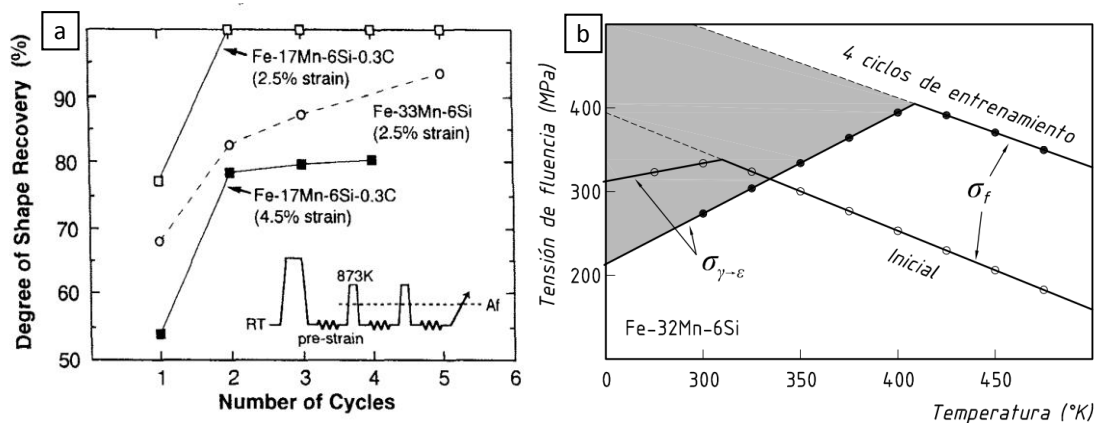 a
Degree of Shape Recovery (%)
90
80
70
60
50
Fe-17Mn-6Si-0.3C
(2.5% strain)
Fe-33Mn-6Si
(2.5% strain)
Fe-17Mn-6Si-0.3C
(4.5% strain)
873K
Af
RT
pre-strain
1 2 3 4 5 6
Number of Cycles
b
Tensión de fluencia (MPa)
400
300
200
4 ciclos de entrenamiento
σf
σγ→ε
Inicial
Fe-32Mn-6Si
0 300 350 400 450
Temperatura (°K)